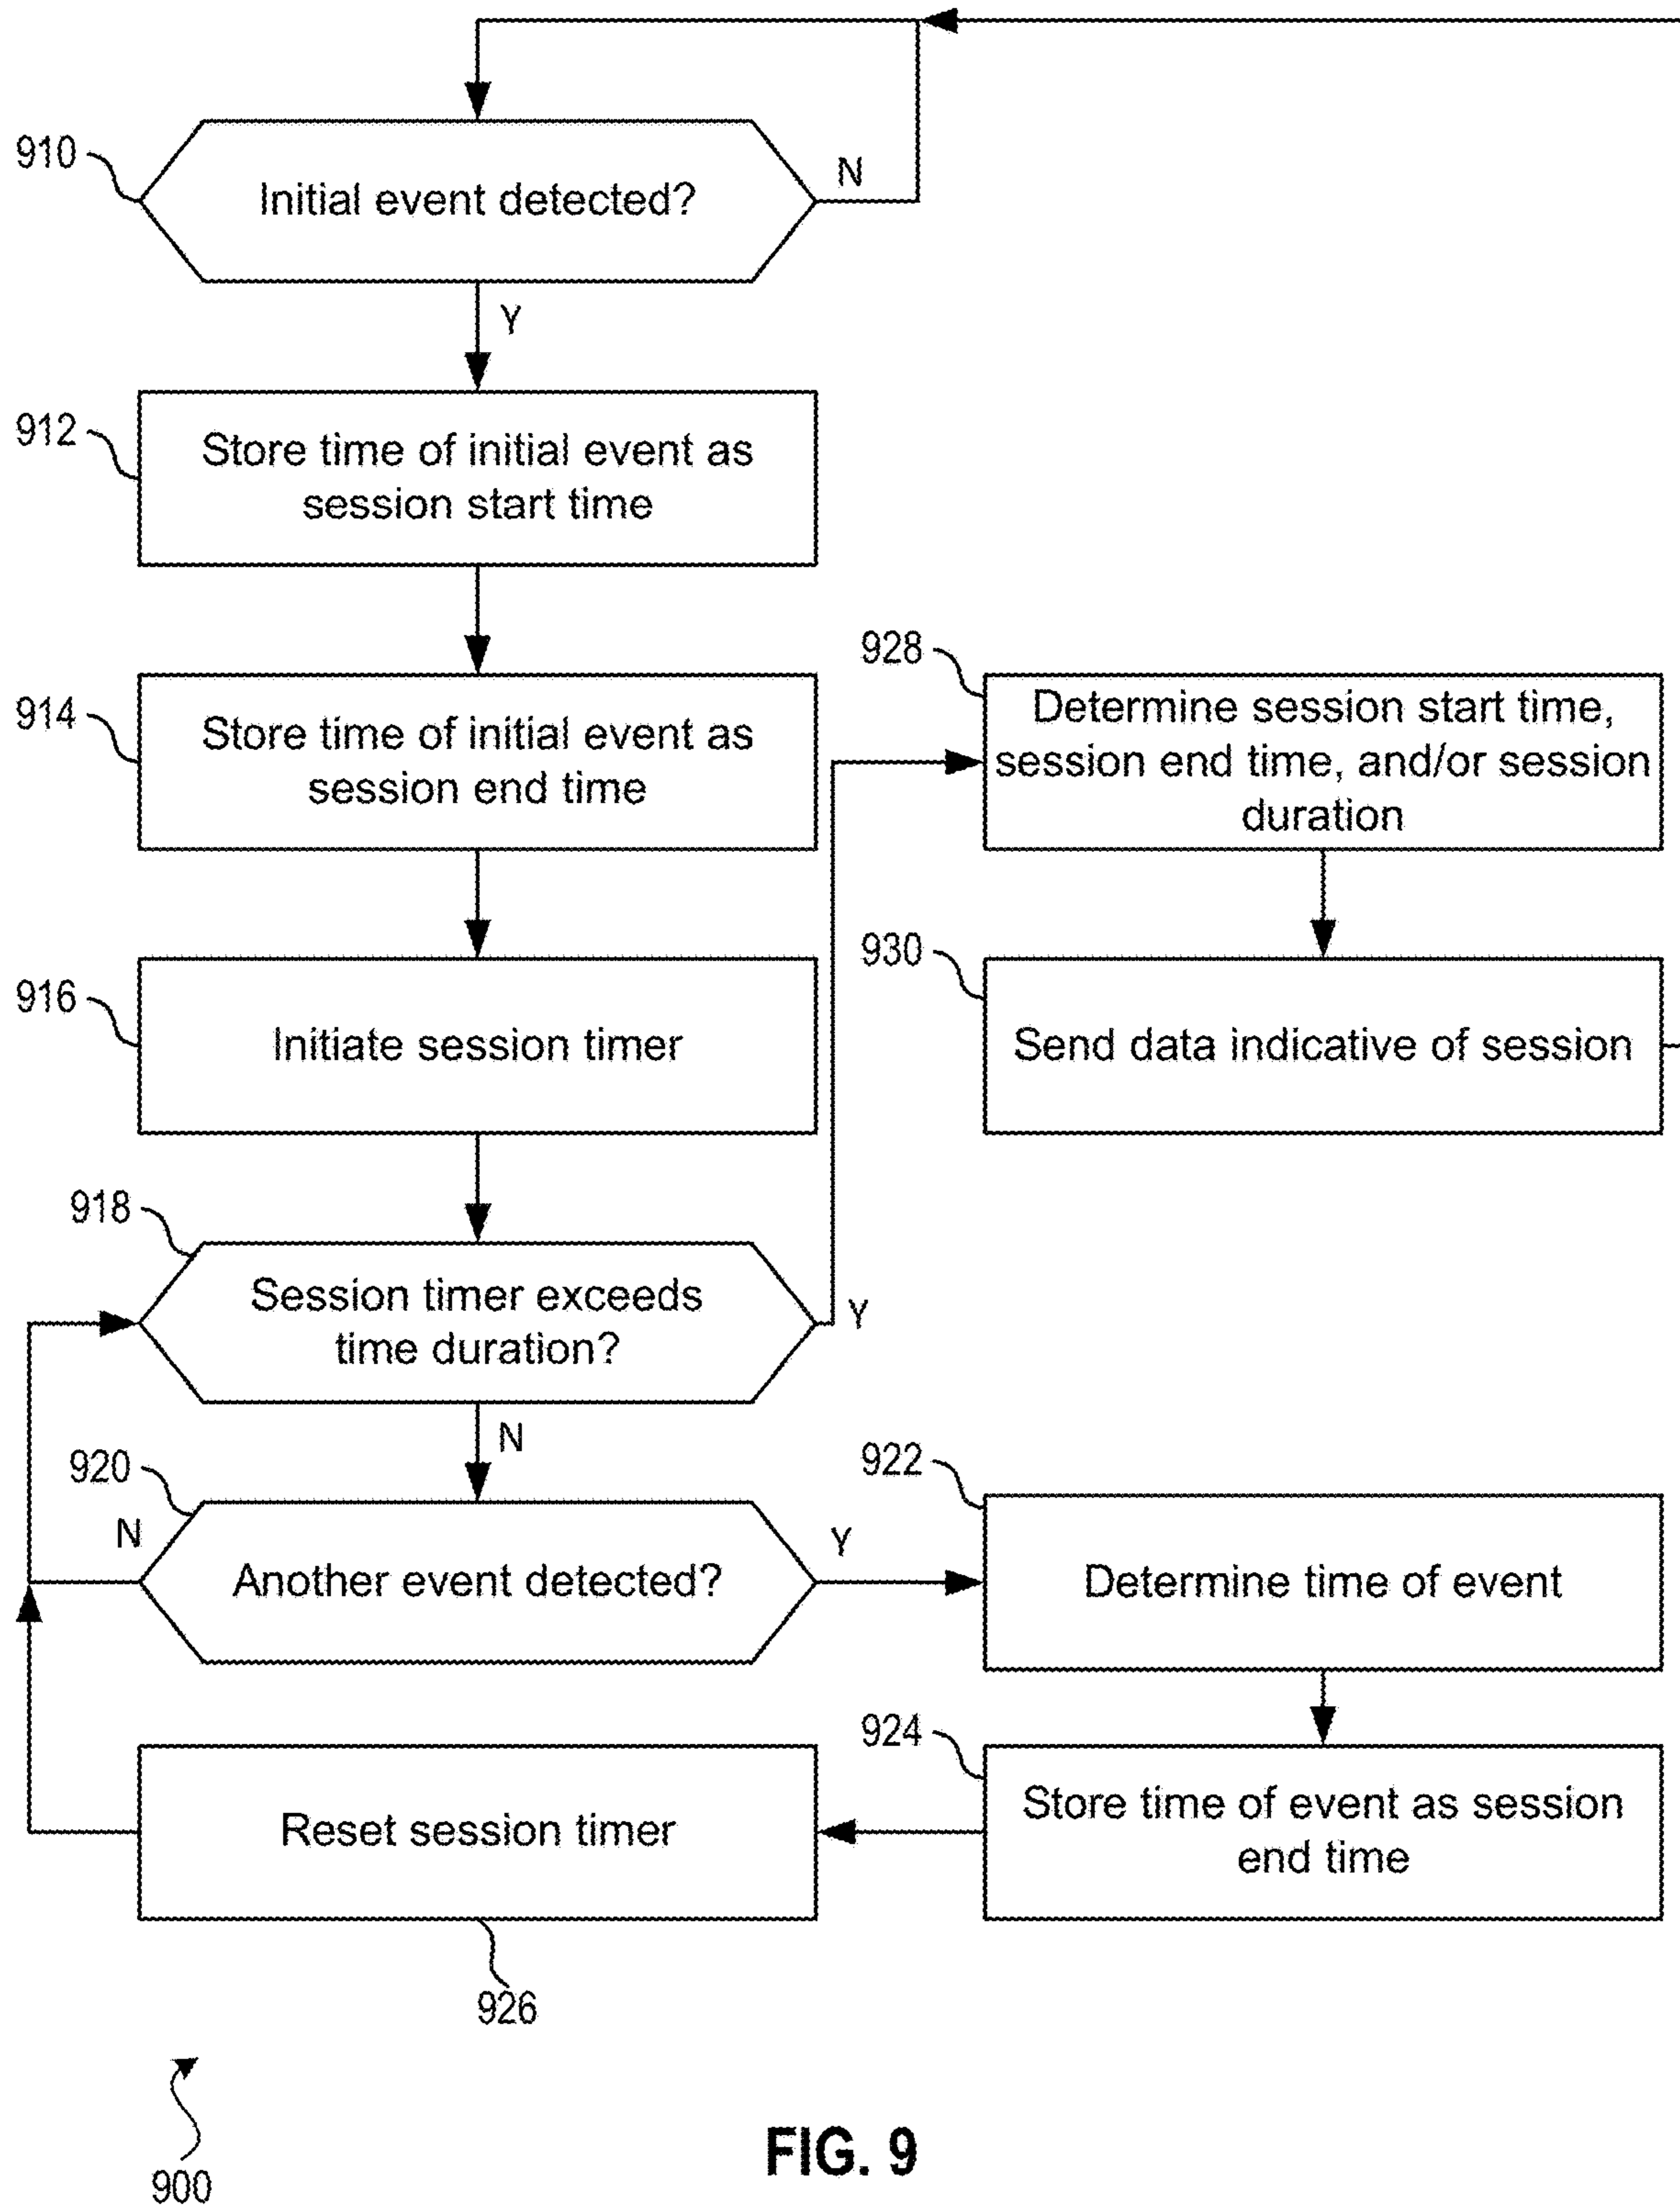 910
Initial event detected?
N
Y
912
Store time of initial event as
session start time
914
Store time of initial event as
session end time
928
Determine session start time,
session end time, and/or session
duration
916
Initiate session timer
930
Send data indicative of session
918
Session timer exceeds
time duration?
Y
N
920
N
Another event detected?
Y
922
Determine time of event
924
Store time of event as session
end time
Reset session timer
926
900
FIG. 9